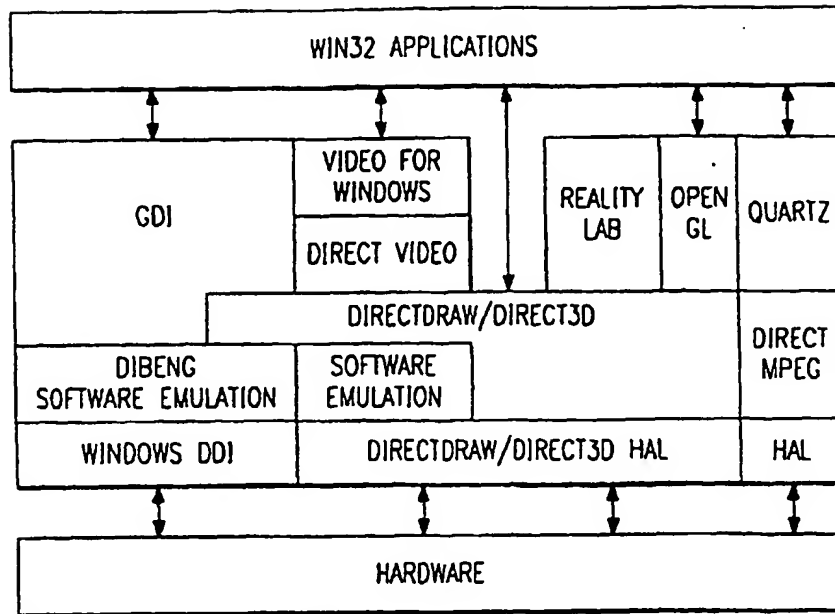 WIN32 APPLICATIONS
GDI
VIDEO FOR
WINDOWS
DIRECT VIDEO
REALITY
LAB
OPEN
GL
QUARTZ
DIRECTDRAW/DIRECT3D
DIRECT
MPEG
DIBENG
SOFTWARE EMULATION
SOFTWARE
EMULATION
WINDOWS DDI
DIRECTDRAW/DIRECT3D HAL
HAL
HARDWARE